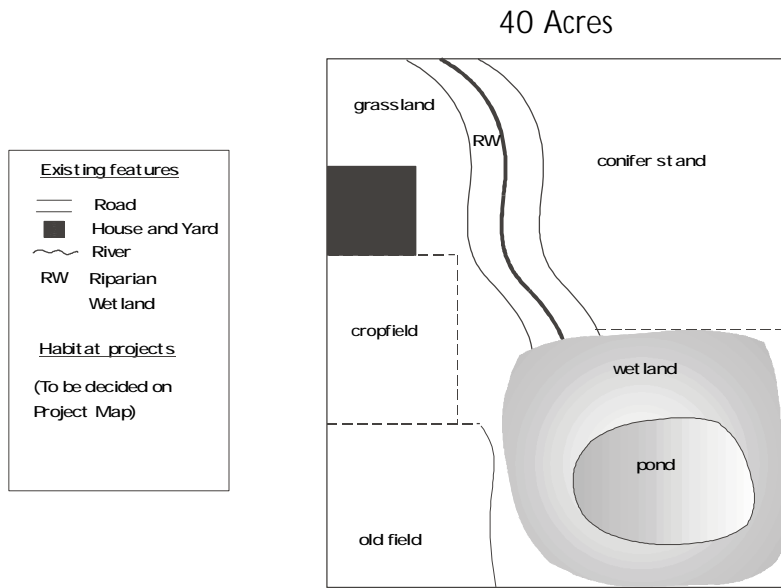 40 Acres
Existing features
Road
House and Yard
River
RW Riparian
Wetland
Habitat projects
(To be decided on
Project Map)
grassland
RW
conifer stand
cropfield
wetland
pond
old field